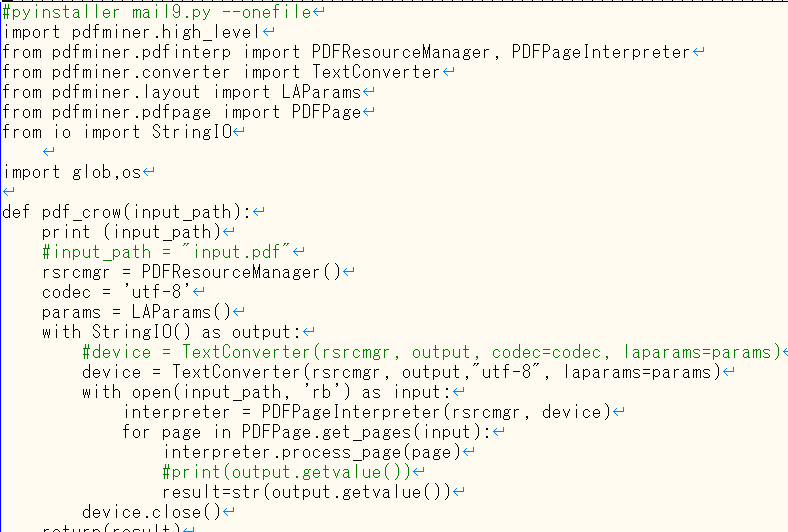 #pyinstaller mail9.py --onefile
import pdfminer.high_level
from pdfminer.pdfinterp import PDFResourceManager, PDFPageInterpreter
from pdfminer.converter import TextConverter
from pdfminer.layout import LAParams
from pdfminer.pdfpage import PDFPage
from io import StringIO

import glob,os

def pdf_crow(input_path):
    print (input_path)
    #input_path = "input.pdf"
    rsrcmgr = PDFResourceManager()
    codec = 'utf-8'
    params = LAParams()
    with StringIO() as output:
        #device = TextConverter(rsrcmgr, output, codec=codec, laparams=params)
        device = TextConverter(rsrcmgr, output,"utf-8", laparams=params)
        with open(input_path, 'rb') as input:
            interpreter = PDFPageInterpreter(rsrcmgr, device)
            for page in PDFPage.get_pages(input):
                interpreter.process_page(page)
                #print(output.getvalue())
                result=str(output.getvalue())
        device.close()
    return(result)